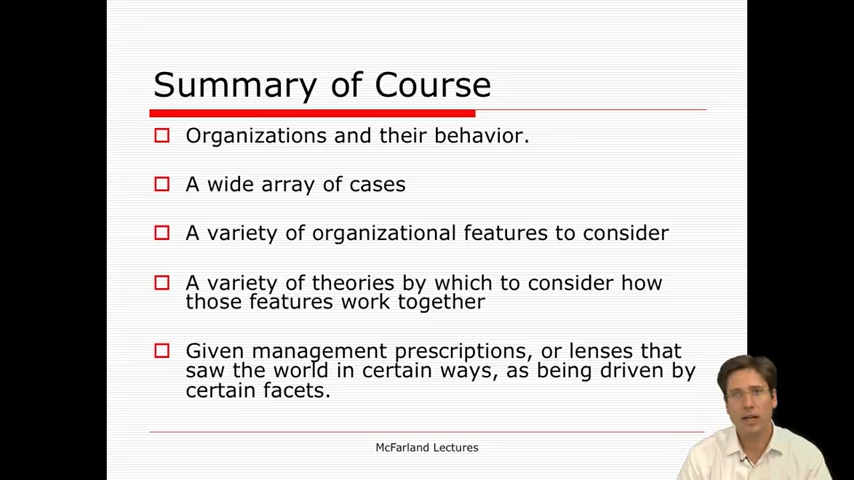 Summary of Course
Organizations and their behavior.
A wide array of cases
A variety of organizational features to consider
A variety of theories by which to consider how
those features work together
Given management prescriptions, or lenses that
saw the world in certain ways, as being driven by
certain facets.
McFarland Lectures